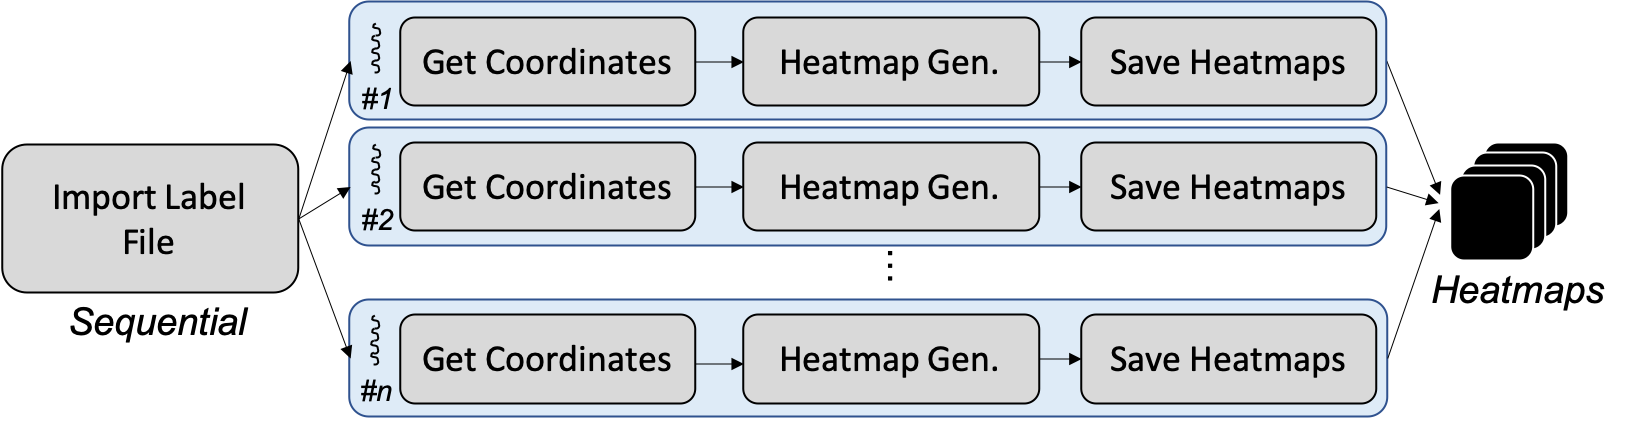 Import Label
File
Sequential
#1
Get Coordinates
Heatmap Gen.
Save Heatmaps
#2
Get Coordinates
Heatmap Gen.
Save Heatmaps
⋮
#n
Get Coordinates
Heatmap Gen.
Save Heatmaps
Heatmaps